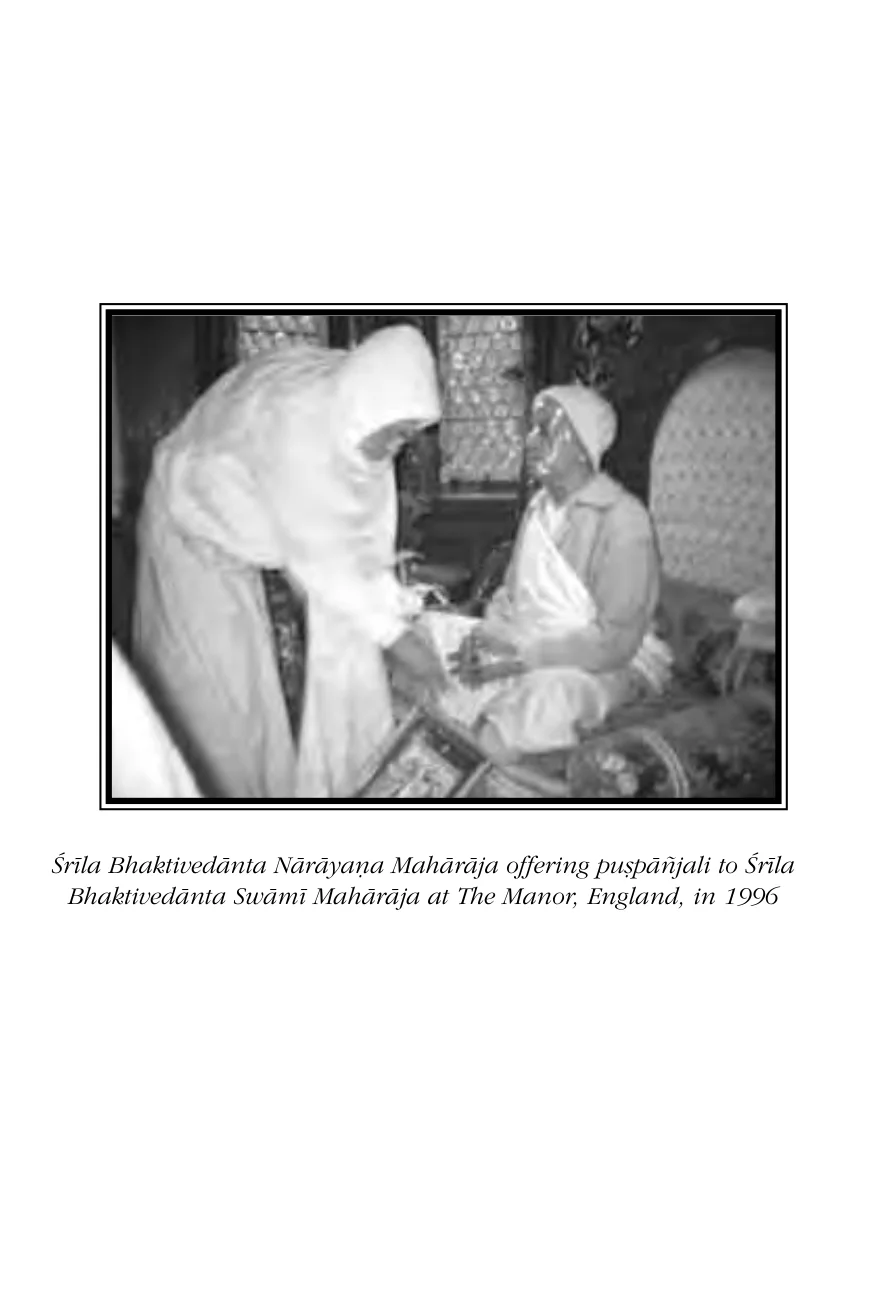 Śrīla Bhaktivedānta Nārāyaṇa Mahārāja offering puṣpāñjali to Śrīla
Bhaktivedānta Swāmī Mahārāja at The Manor, England, in 1996